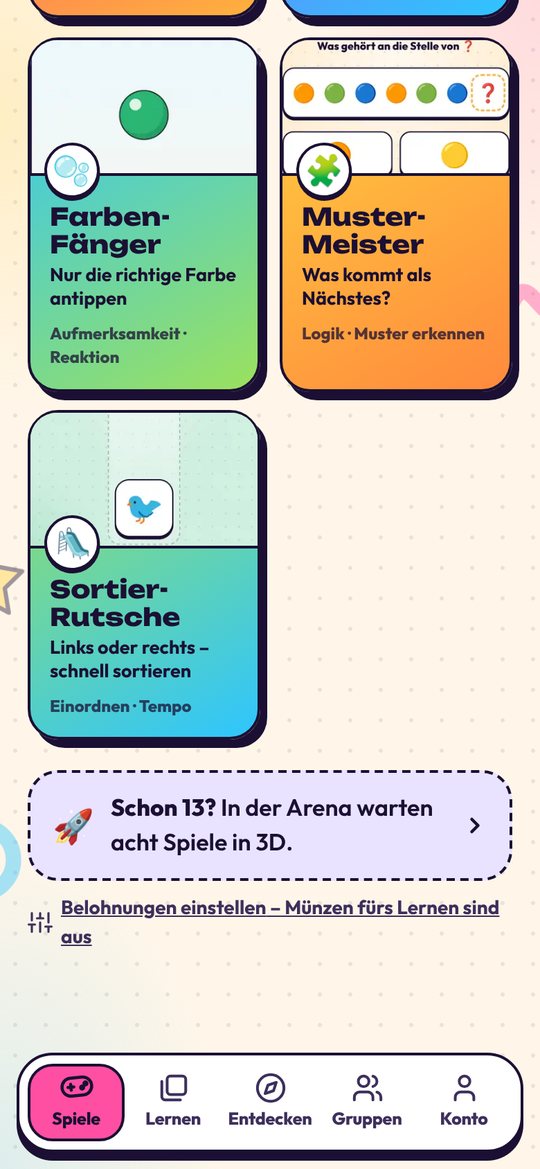 Was gehört an die Stelle von ❓
❓
Farben-
Fänger
Nur die richtige Farbe
antippen
Aufmerksamkeit ·
Reaktion
Muster-
Meister
Was kommt als
Nächstes?
Logik · Muster erkennen
Sortier-
Rutsche
Links oder rechts –
schnell sortieren
Einordnen · Tempo
Schon 13? In der Arena warten
acht Spiele in 3D.
Belohnungen einstellen – Münzen fürs Lernen sind
aus
Spiele
Lernen
Entdecken
Gruppen
Konto